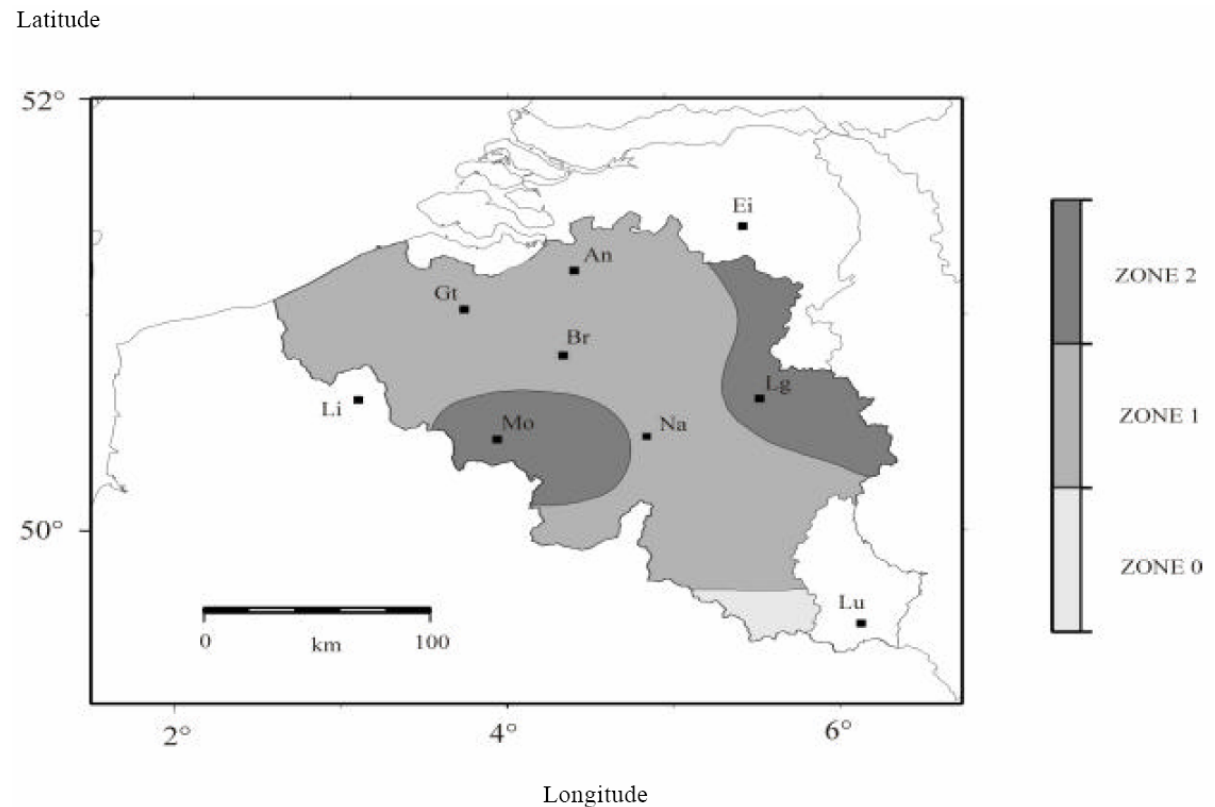 Latitude
52°
Ei
An
Gt
Br
ZONE 2
Lg
Li
Mo
Na
ZONE 1
50°
ZONE 0
Lu
0 km 100
2° 4° 6°
Longitude